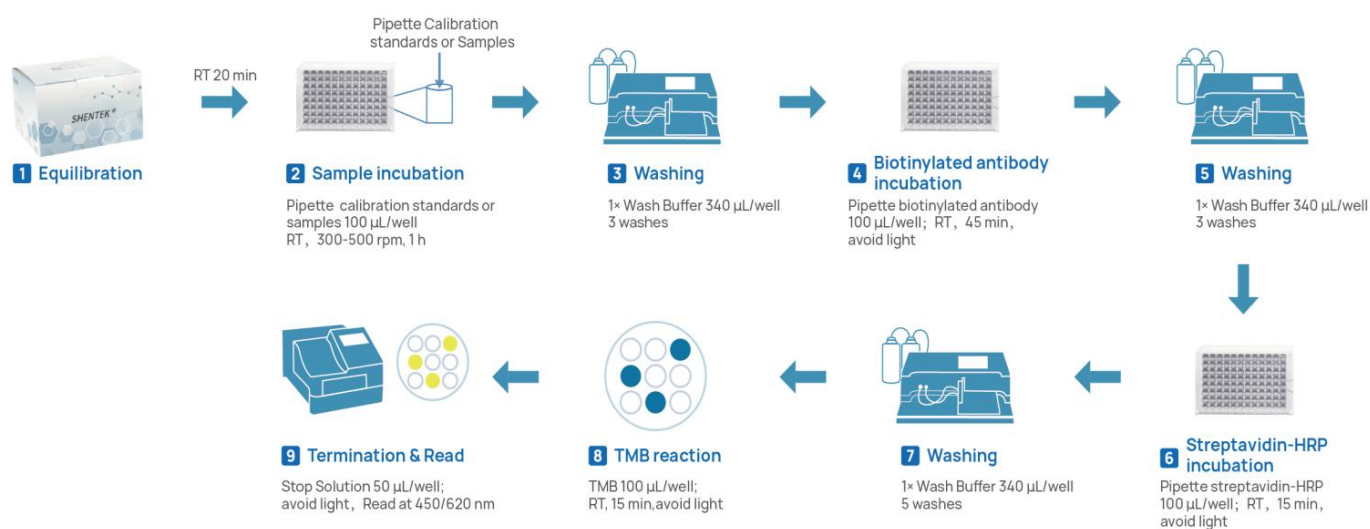 Pipette Calibration
standards or Samples
RT 20 min
SHENTEK®
1 Equilibration
2 Sample incubation
Pipette calibration standards or
samples 100 μL/well
RT, 300-500 rpm, 1 h
3 Washing
1× Wash Buffer 340 μL/well
3 washes
4 Biotinylated antibody
incubation
Pipette biotinylated antibody
100 μL/well; RT, 45 min,
avoid light
5 Washing
1× Wash Buffer 340 μL/well
3 washes
6 Streptavidin-HRP
incubation
Pipette streptavidin-HRP
100 μL/well; RT, 15 min,
avoid light
7 Washing
1× Wash Buffer 340 μL/well
5 washes
8 TMB reaction
TMB 100 μL/well;
RT, 15 min,avoid light
9 Termination & Read
Stop Solution 50 μL/well;
avoid light, Read at 450/620 nm